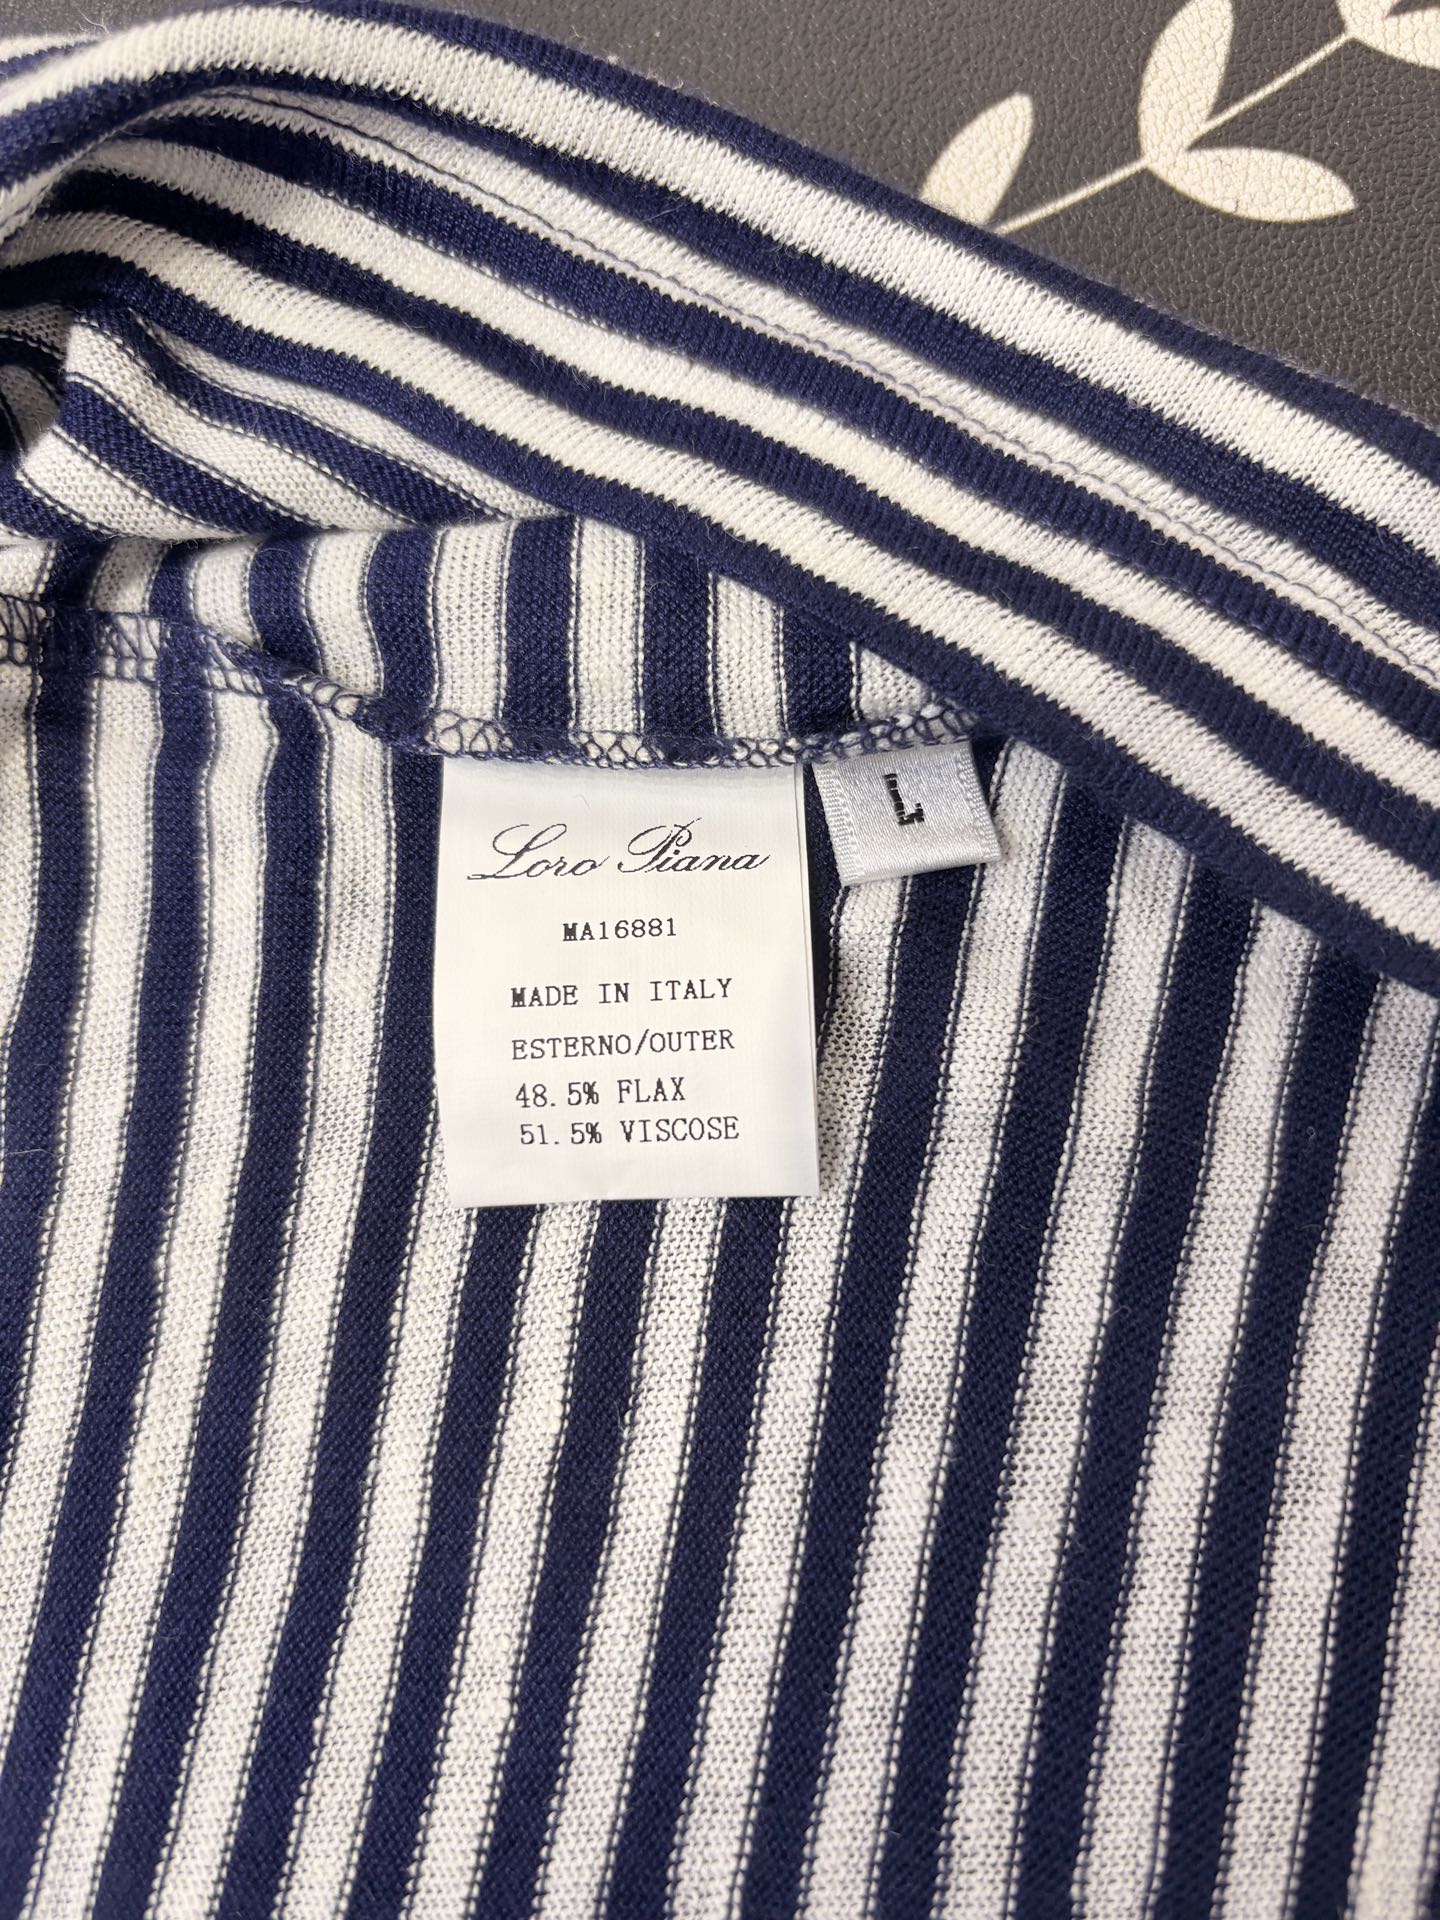 Loro Piana
MA16881
MADE IN ITALY
ESTERNO/OUTER
48.5% FLAX
51.5% VISCOSE
L